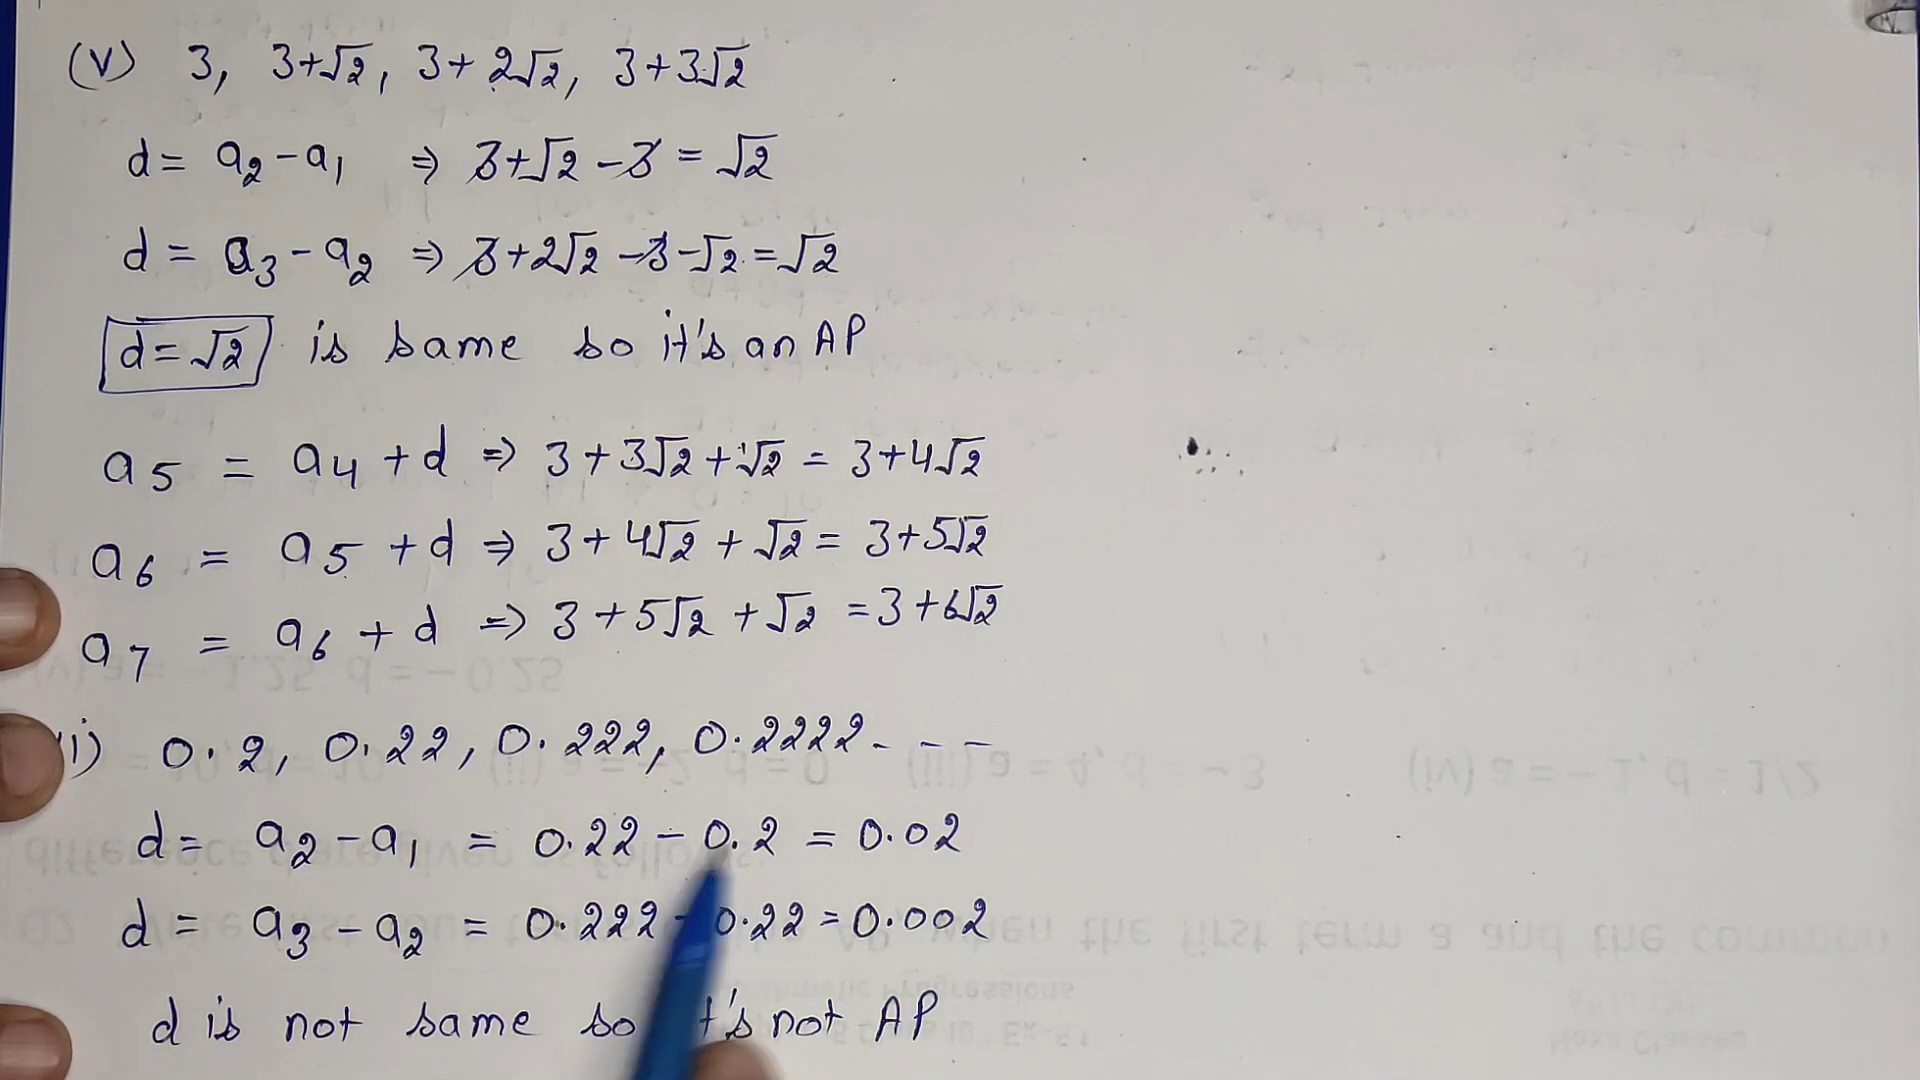 (V) 3, 3+√2, 3+2√2, 3+3√2
d = a₂ - a₁ ⇒ 3+√2 - 3 = √2
d = a₃ - a₂ ⇒ 3+2√2 - 3 - √2 = √2
d = √2 is same so it's an AP
a₅ = a₄ + d ⇒ 3+3√2+1√2 = 3+4√2
a₆ = a₅ + d ⇒ 3+4√2+√2 = 3+5√2
a₇ = a₆ + d ⇒ 3+5√2+√2 = 3+6√2
i) 0.2, 0.22, 0.222, 0.2222 - - -
d = a₂ - a₁ = 0.22 - 0.2 = 0.02
d = a₃ - a₂ = 0.222 - 0.22 = 0.002
d is not same so it's not AP